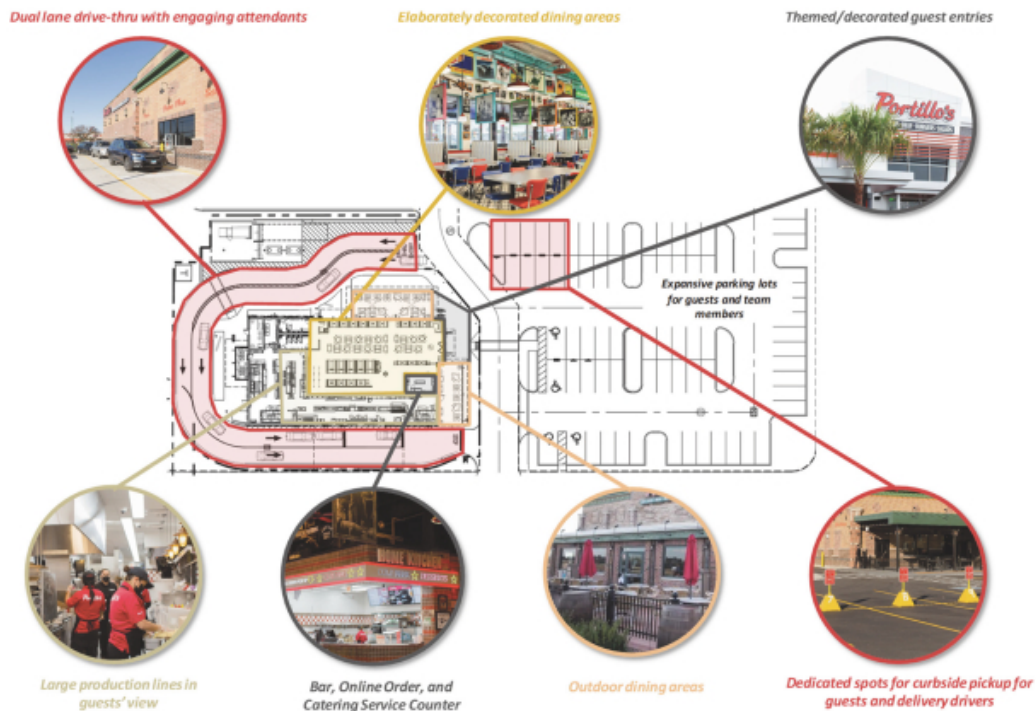 Dual lane drive-thru with engaging attendants
Elaborately decorated dining areas
Themed/decorated guest entries
Portillo's
Expansive parking lots
for guests and team
members
Large production lines in
guests' view
Bar, Online Order, and
Catering Service Counter
Outdoor dining areas
Dedicated spots for curbside pickup for
guests and delivery drivers